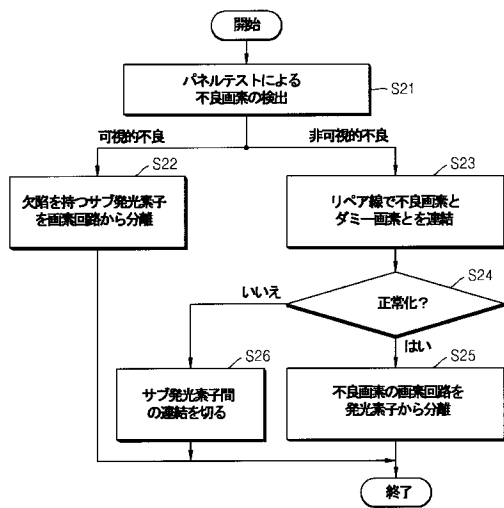 開始
パネルテストによる
不良画素の検出
S21
可視的不良
非可視的不良
S22
欠陥を持つサブ発光素子
を画素回路から分離
S23
リペア線で不良画素と
ダミー画素とを連結
S24
正常化？
いいえ
はい
S26
サブ発光素子間
の連結を切る
S25
不良画素の画素回路を
発光素子から分離
終了